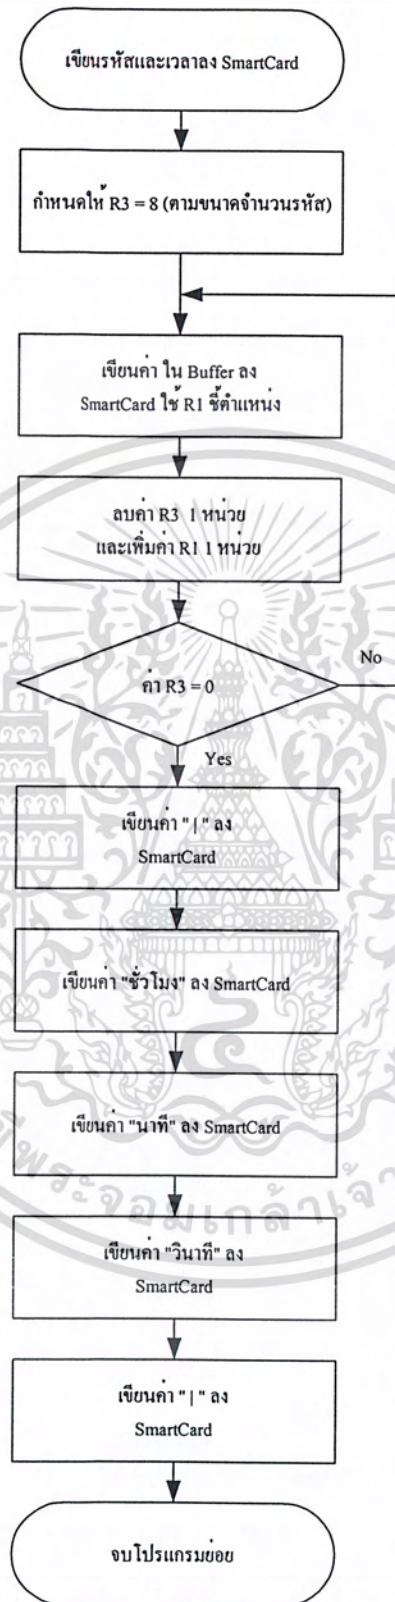 เขียนรหัสและเวลาลง SmartCard
กำหนดให้ R3 = 8 (ตามขนาดจำนวนรหัส)
เขียนค่า ใน Buffer ลง
SmartCard ใช้ R1 ชี้ตำแหน่ง
ลบค่า R3 1 หน่วย
และเพิ่มค่า R1 1 หน่วย
ค่า R3 = 0
No
Yes
เขียนค่า " | " ลง
SmartCard
เขียนค่า "ชั่วโมง" ลง SmartCard
เขียนค่า "นาที" ลง SmartCard
เขียนค่า "วินาที" ลง
SmartCard
เขียนค่า " | " ลง
SmartCard
จบโปรแกรมย่อย